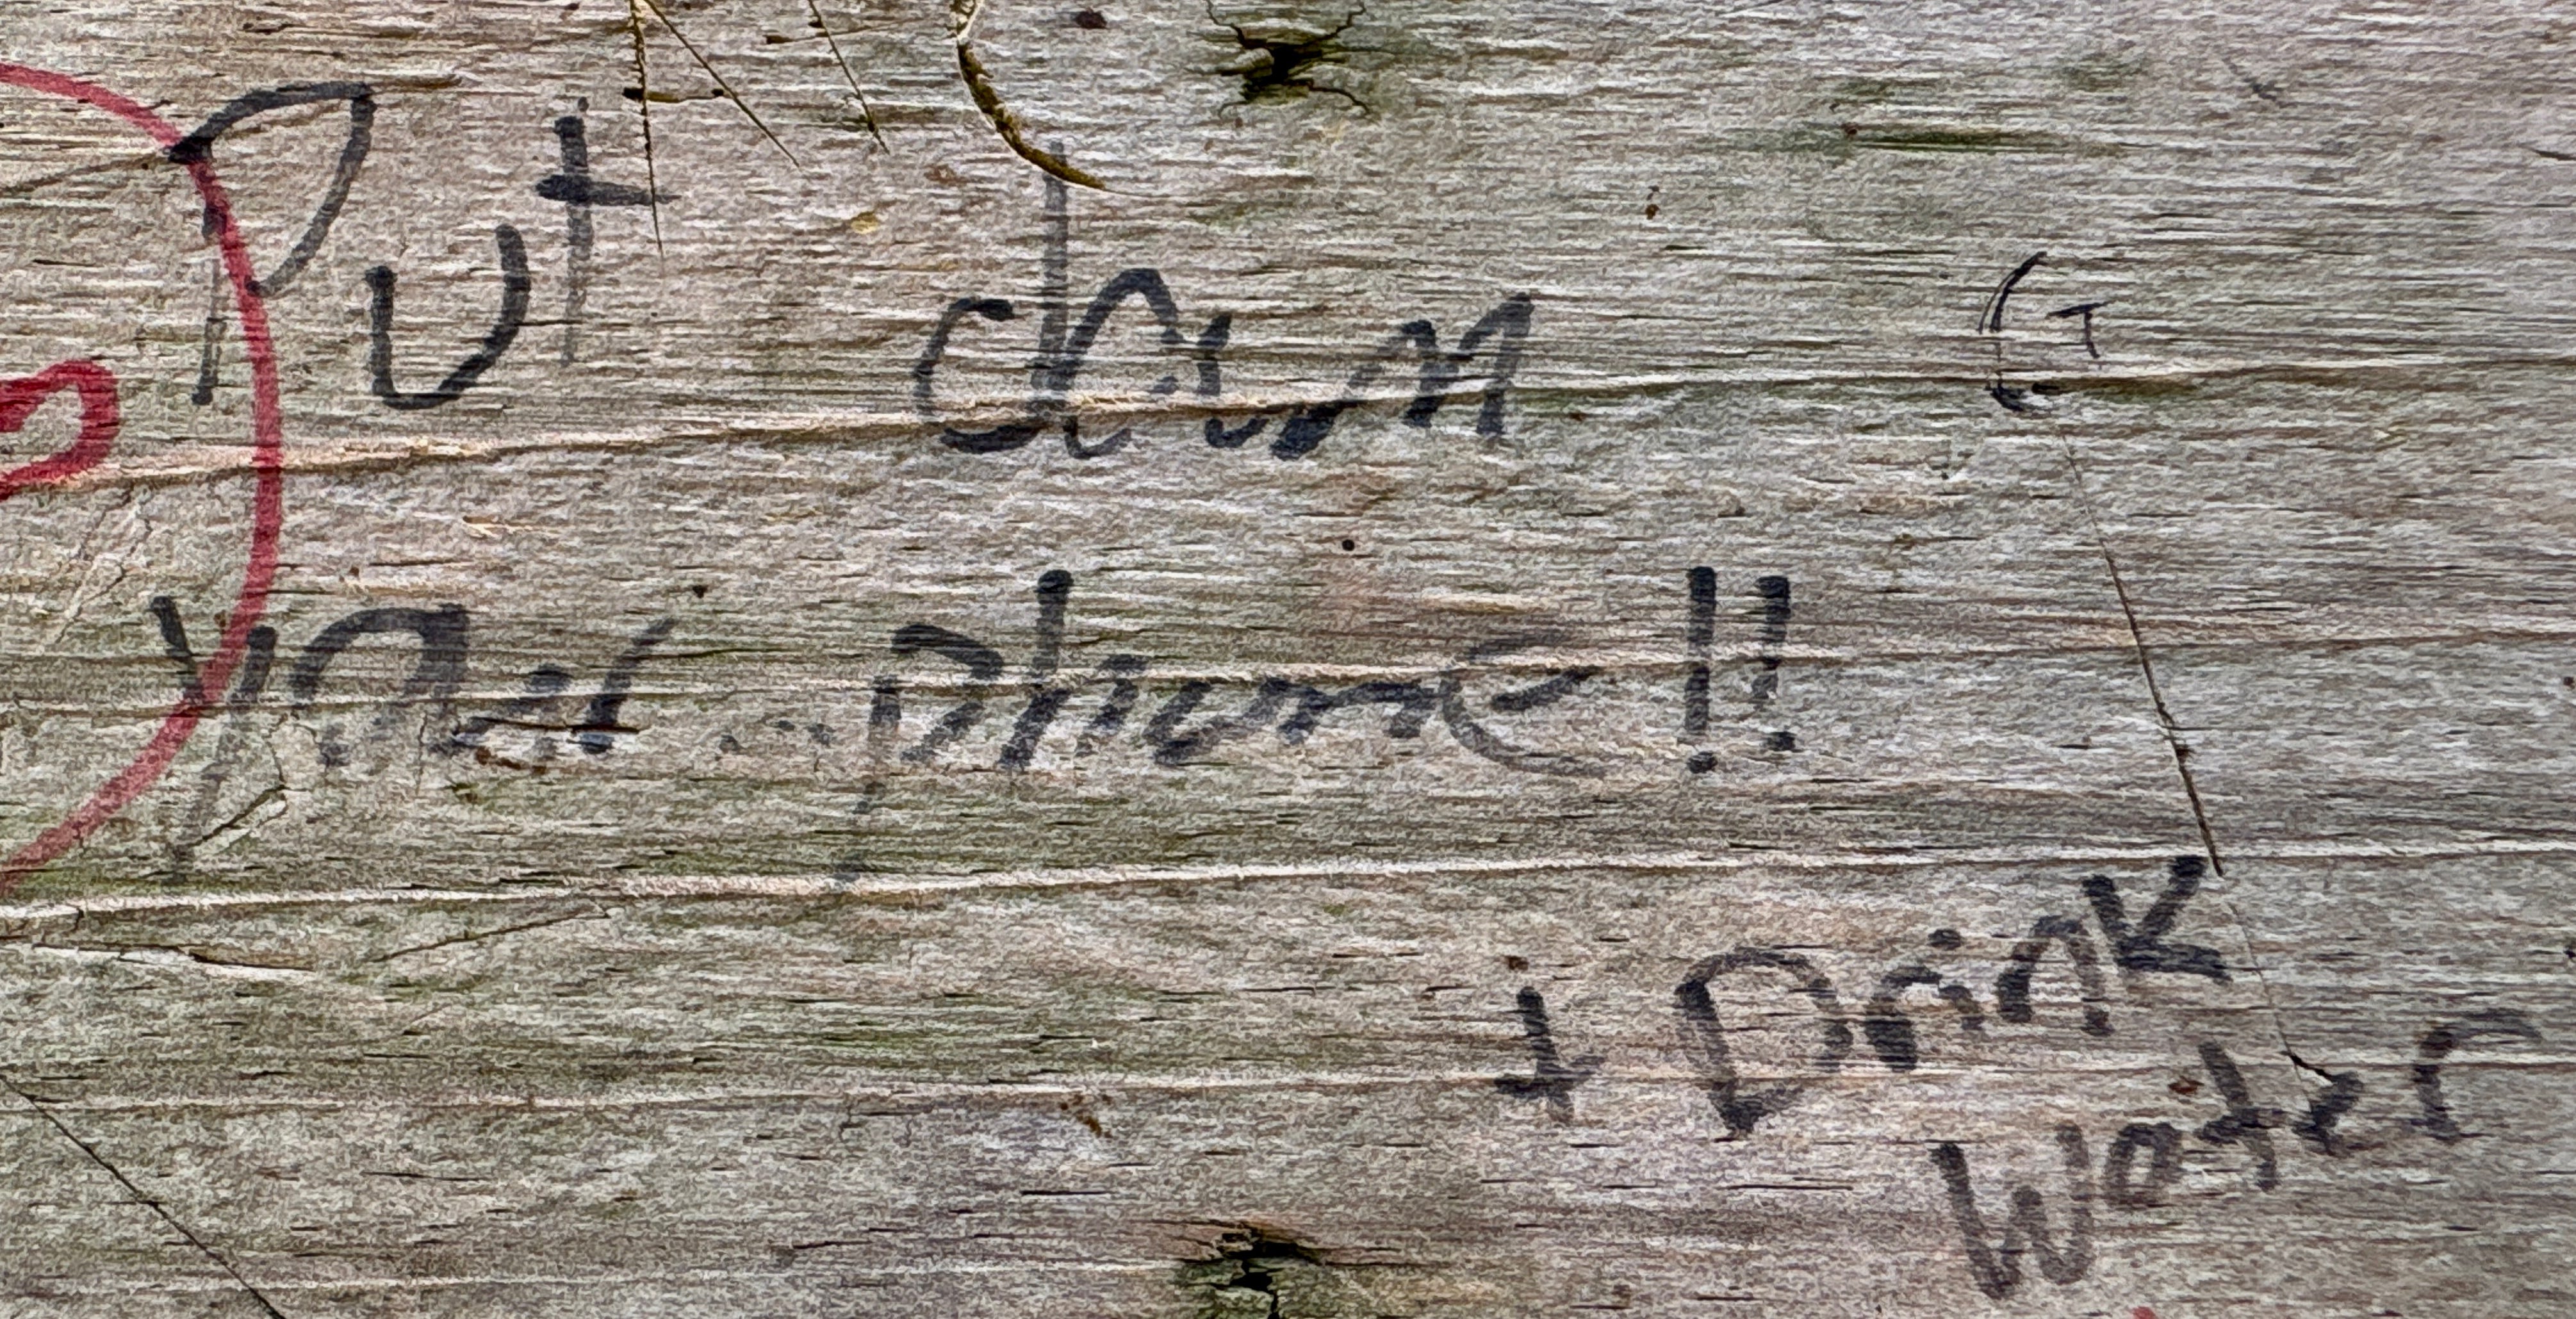 Put down
your phone!!
+ Drink
Water